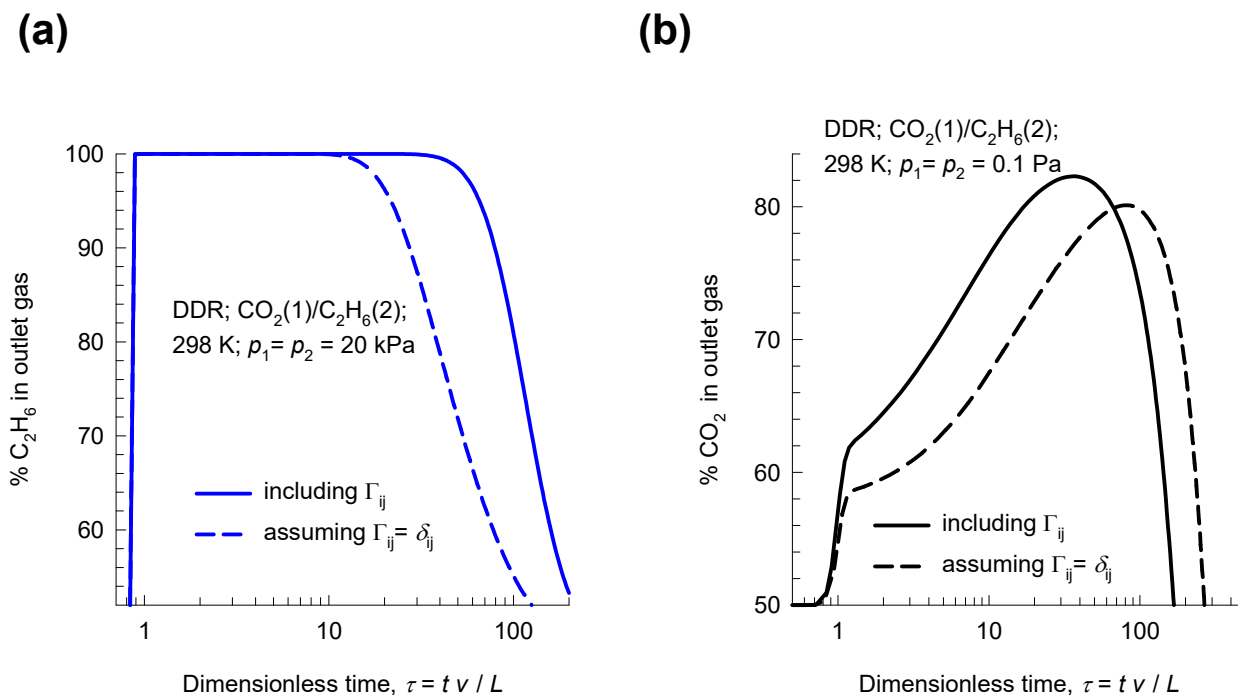 (a)
100
90
80
70
60
% C2H6 in outlet gas
DDR; CO2(1)/C2H6(2);
298 K; p1= p2 = 20 kPa
including Γij
assuming Γij= δij
1
10
100
Dimensionless time, τ = t v / L
(b)
DDR; CO2(1)/C2H6(2);
298 K; p1= p2 = 0.1 Pa
80
70
60
50
% CO2 in outlet gas
including Γij
assuming Γij= δij
1
10
100
Dimensionless time, τ = t v / L